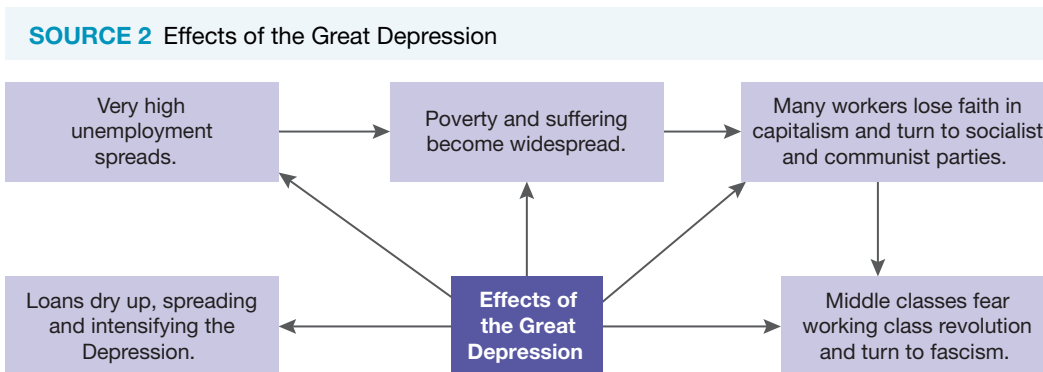 SOURCE 2 Effects of the Great Depression
Very high
unemployment
spreads.
Poverty and suffering
become widespread.
Many workers lose faith in
capitalism and turn to socialist
and communist parties.
Loans dry up, spreading
and intensifying the
Depression.
Effects of
the Great
Depression
Middle classes fear
working class revolution
and turn to fascism.